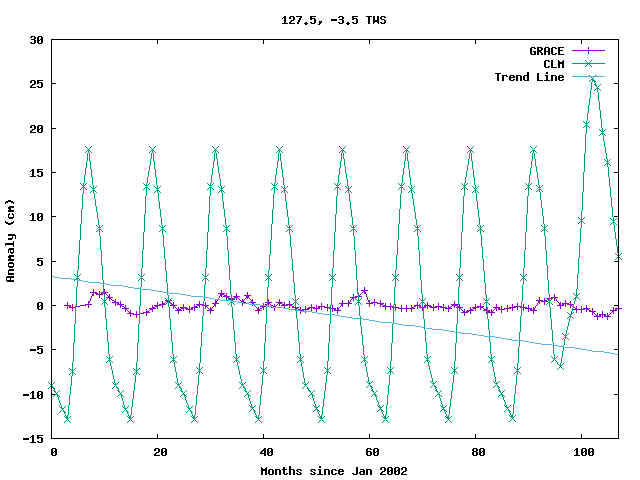 127.5, -3.5 TWS
GRACE
CLM
Trend Line
30
25
20
15
10
5
0
-5
-10
-15
Anomaly (cm)
0 20 40 60 80 100
Months since Jan 2002